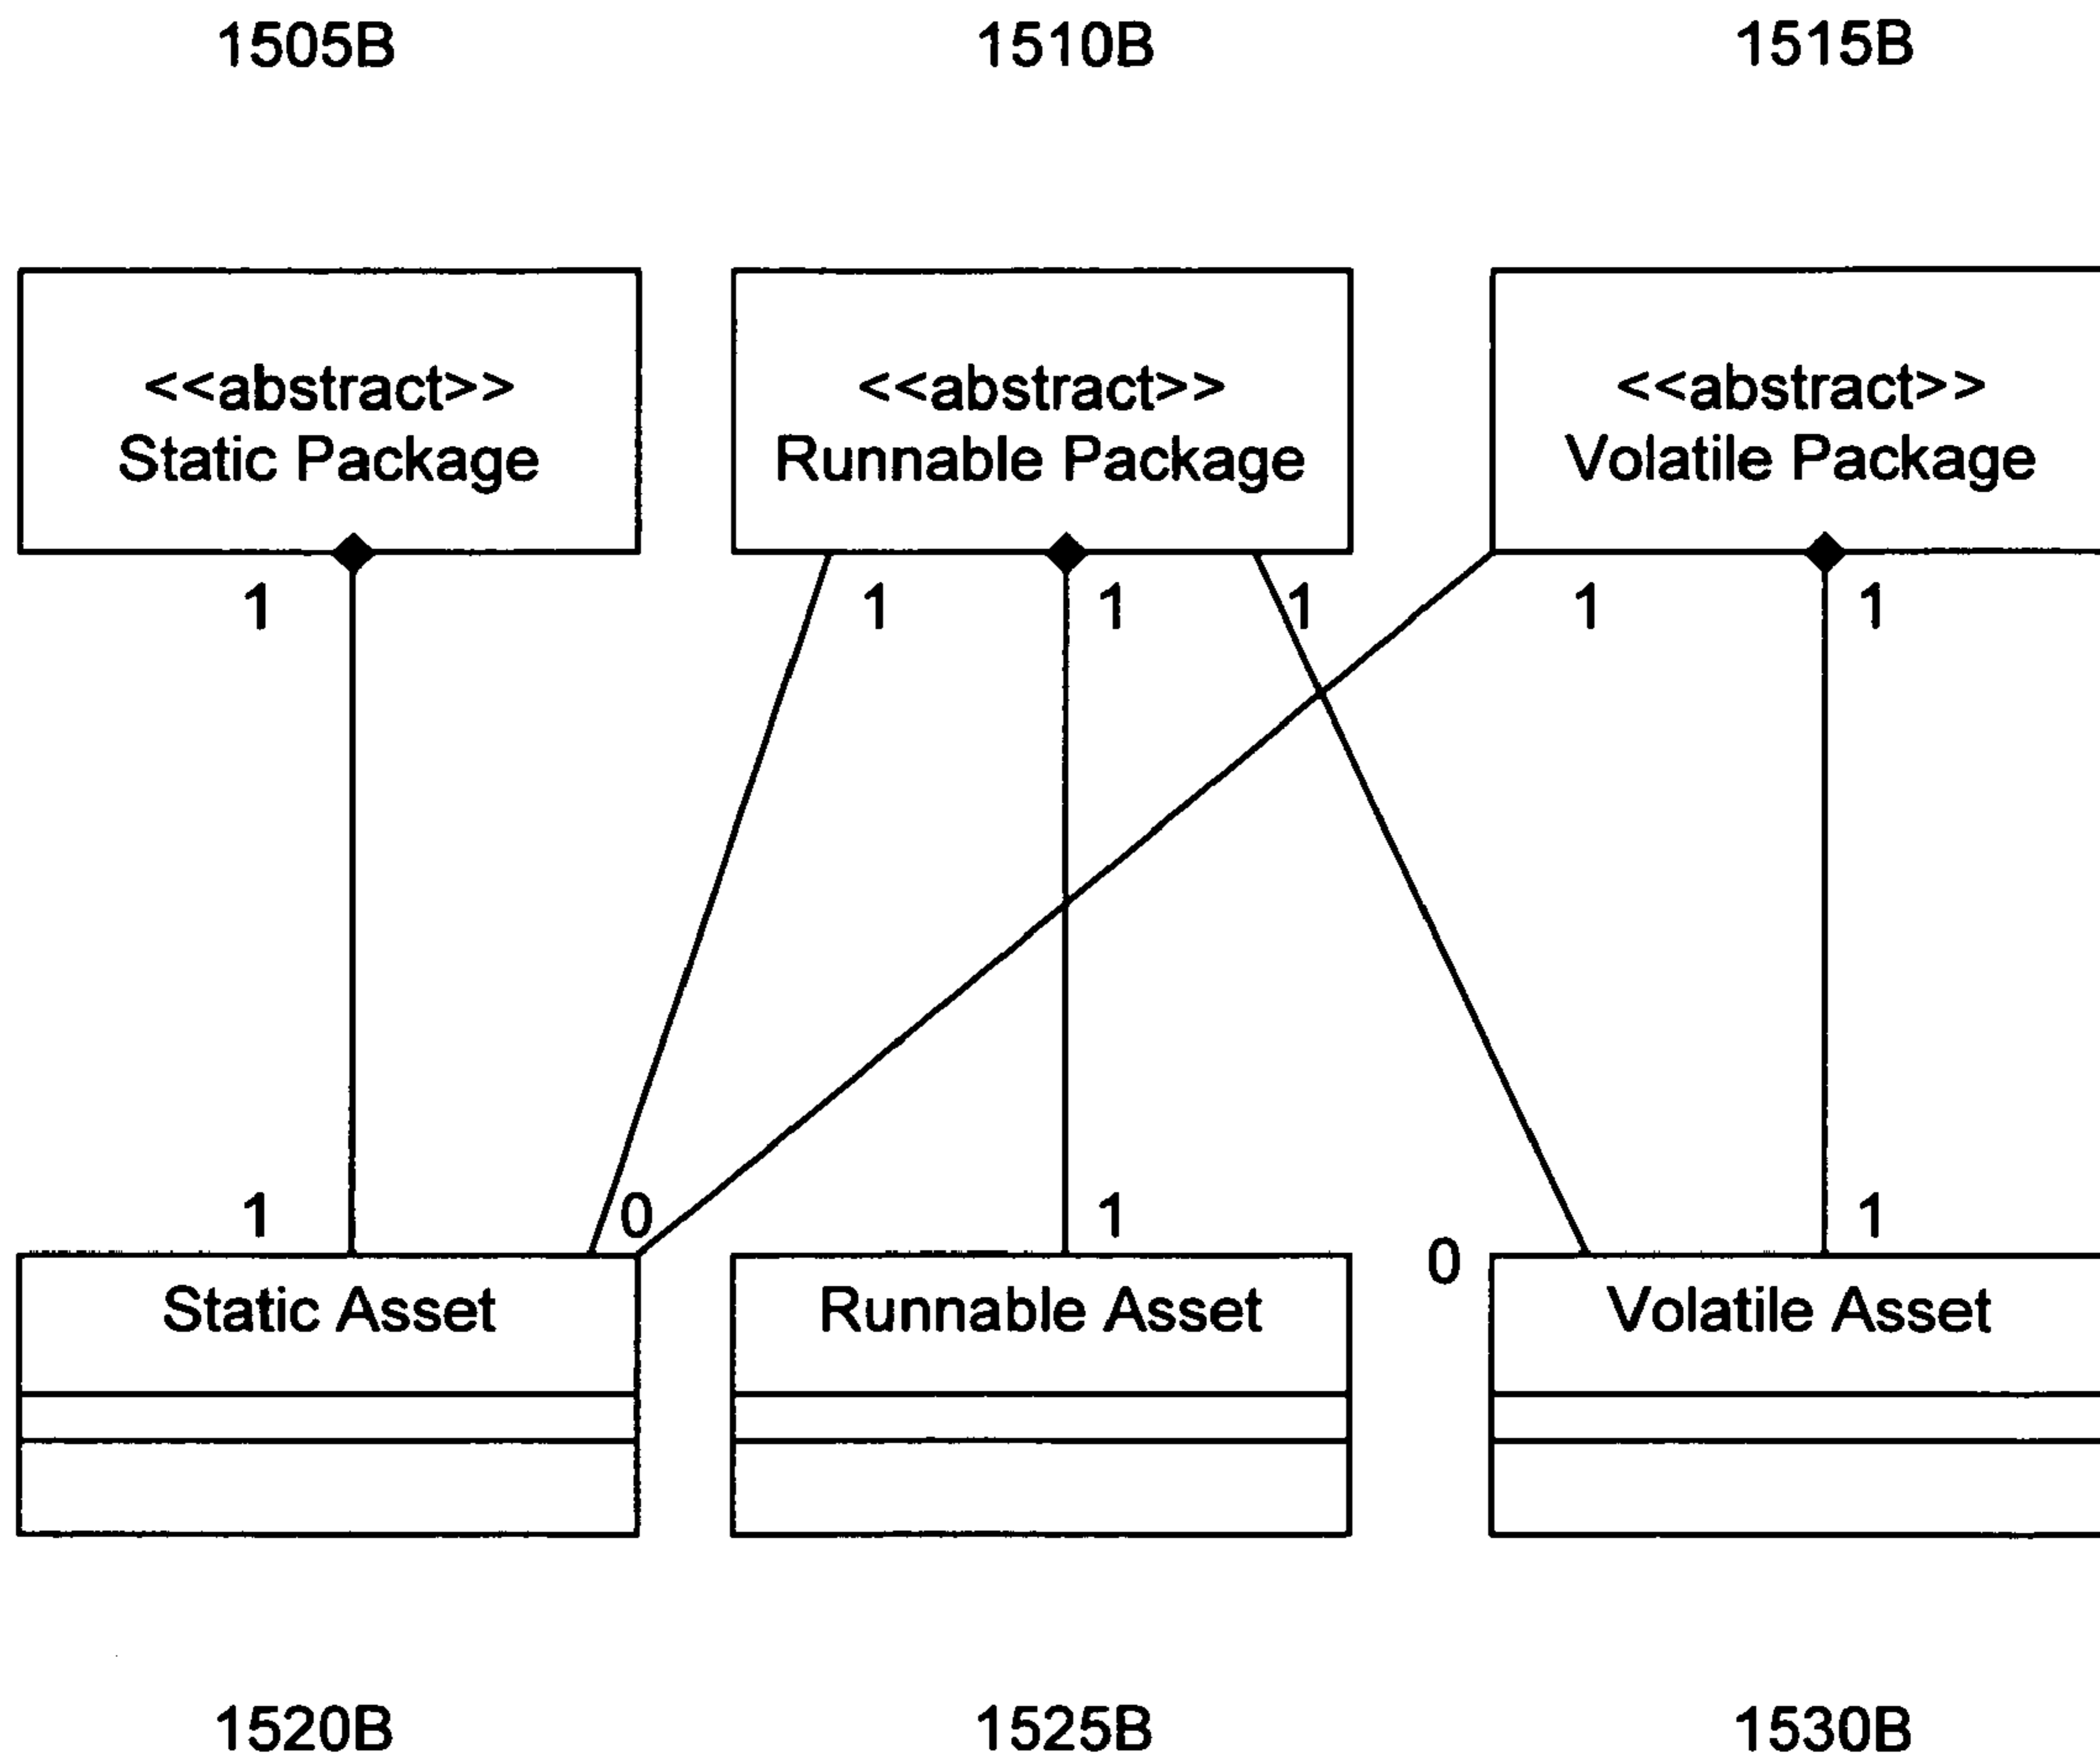 1505B 1510B 1515B
<<abstract>> <<abstract>> <<abstract>>
Static Package Runnable Package Volatile Package
1 1 1 1 1 1
1 0 1 0 1
Static Asset Runnable Asset Volatile Asset
1520B 1525B 1530B